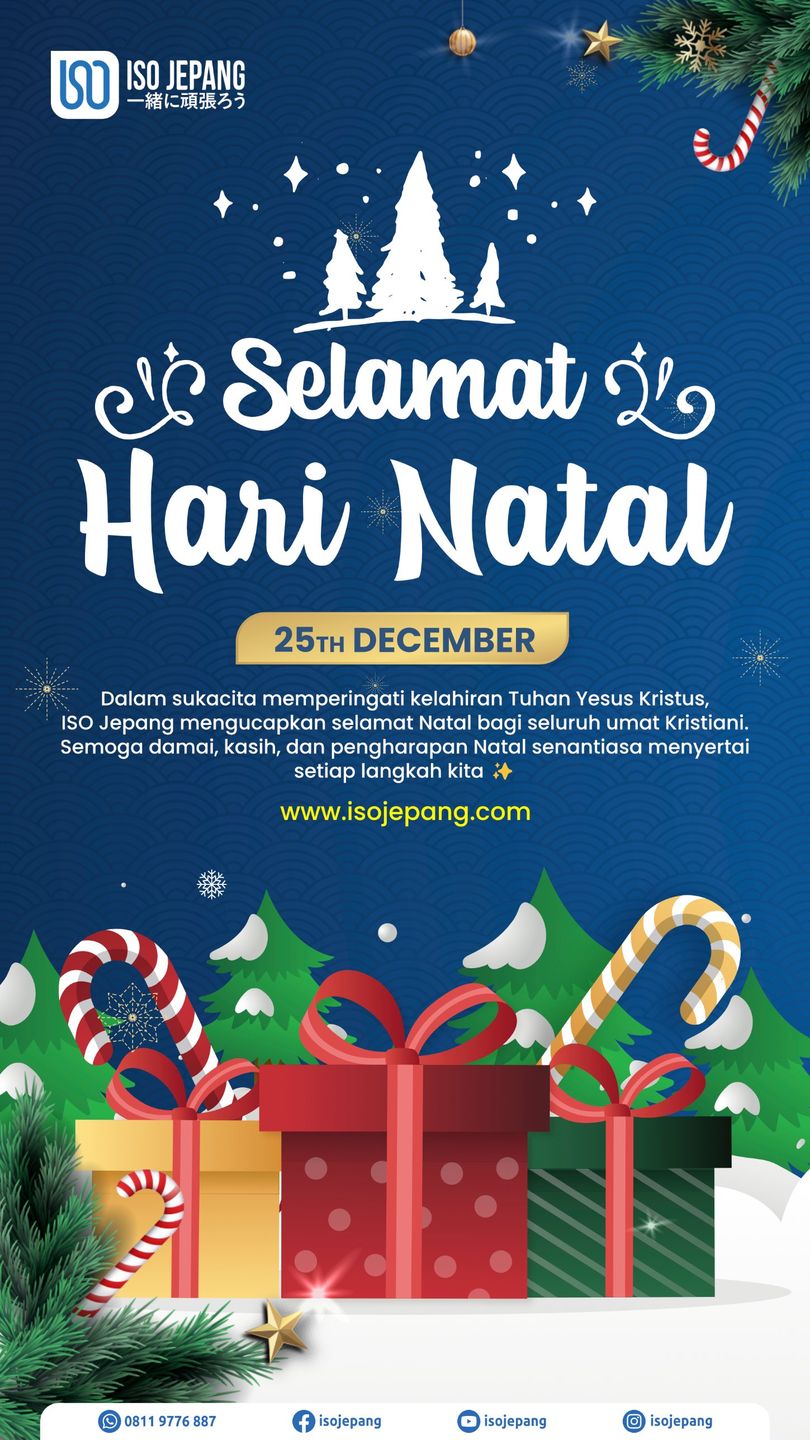 ISO JEPANG
一緒に頑張ろう
Selamat
Hari Natal
25TH DECEMBER
Dalam sukacita memperingati kelahiran Tuhan Yesus Kristus,
ISO Jepang mengucapkan selamat Natal bagi seluruh umat Kristiani.
Semoga damai, kasih, dan pengharapan Natal senantiasa menyertai
setiap langkah kita ✨
www.isojepang.com
0811 9776 887 isojepang isojepang isojepang